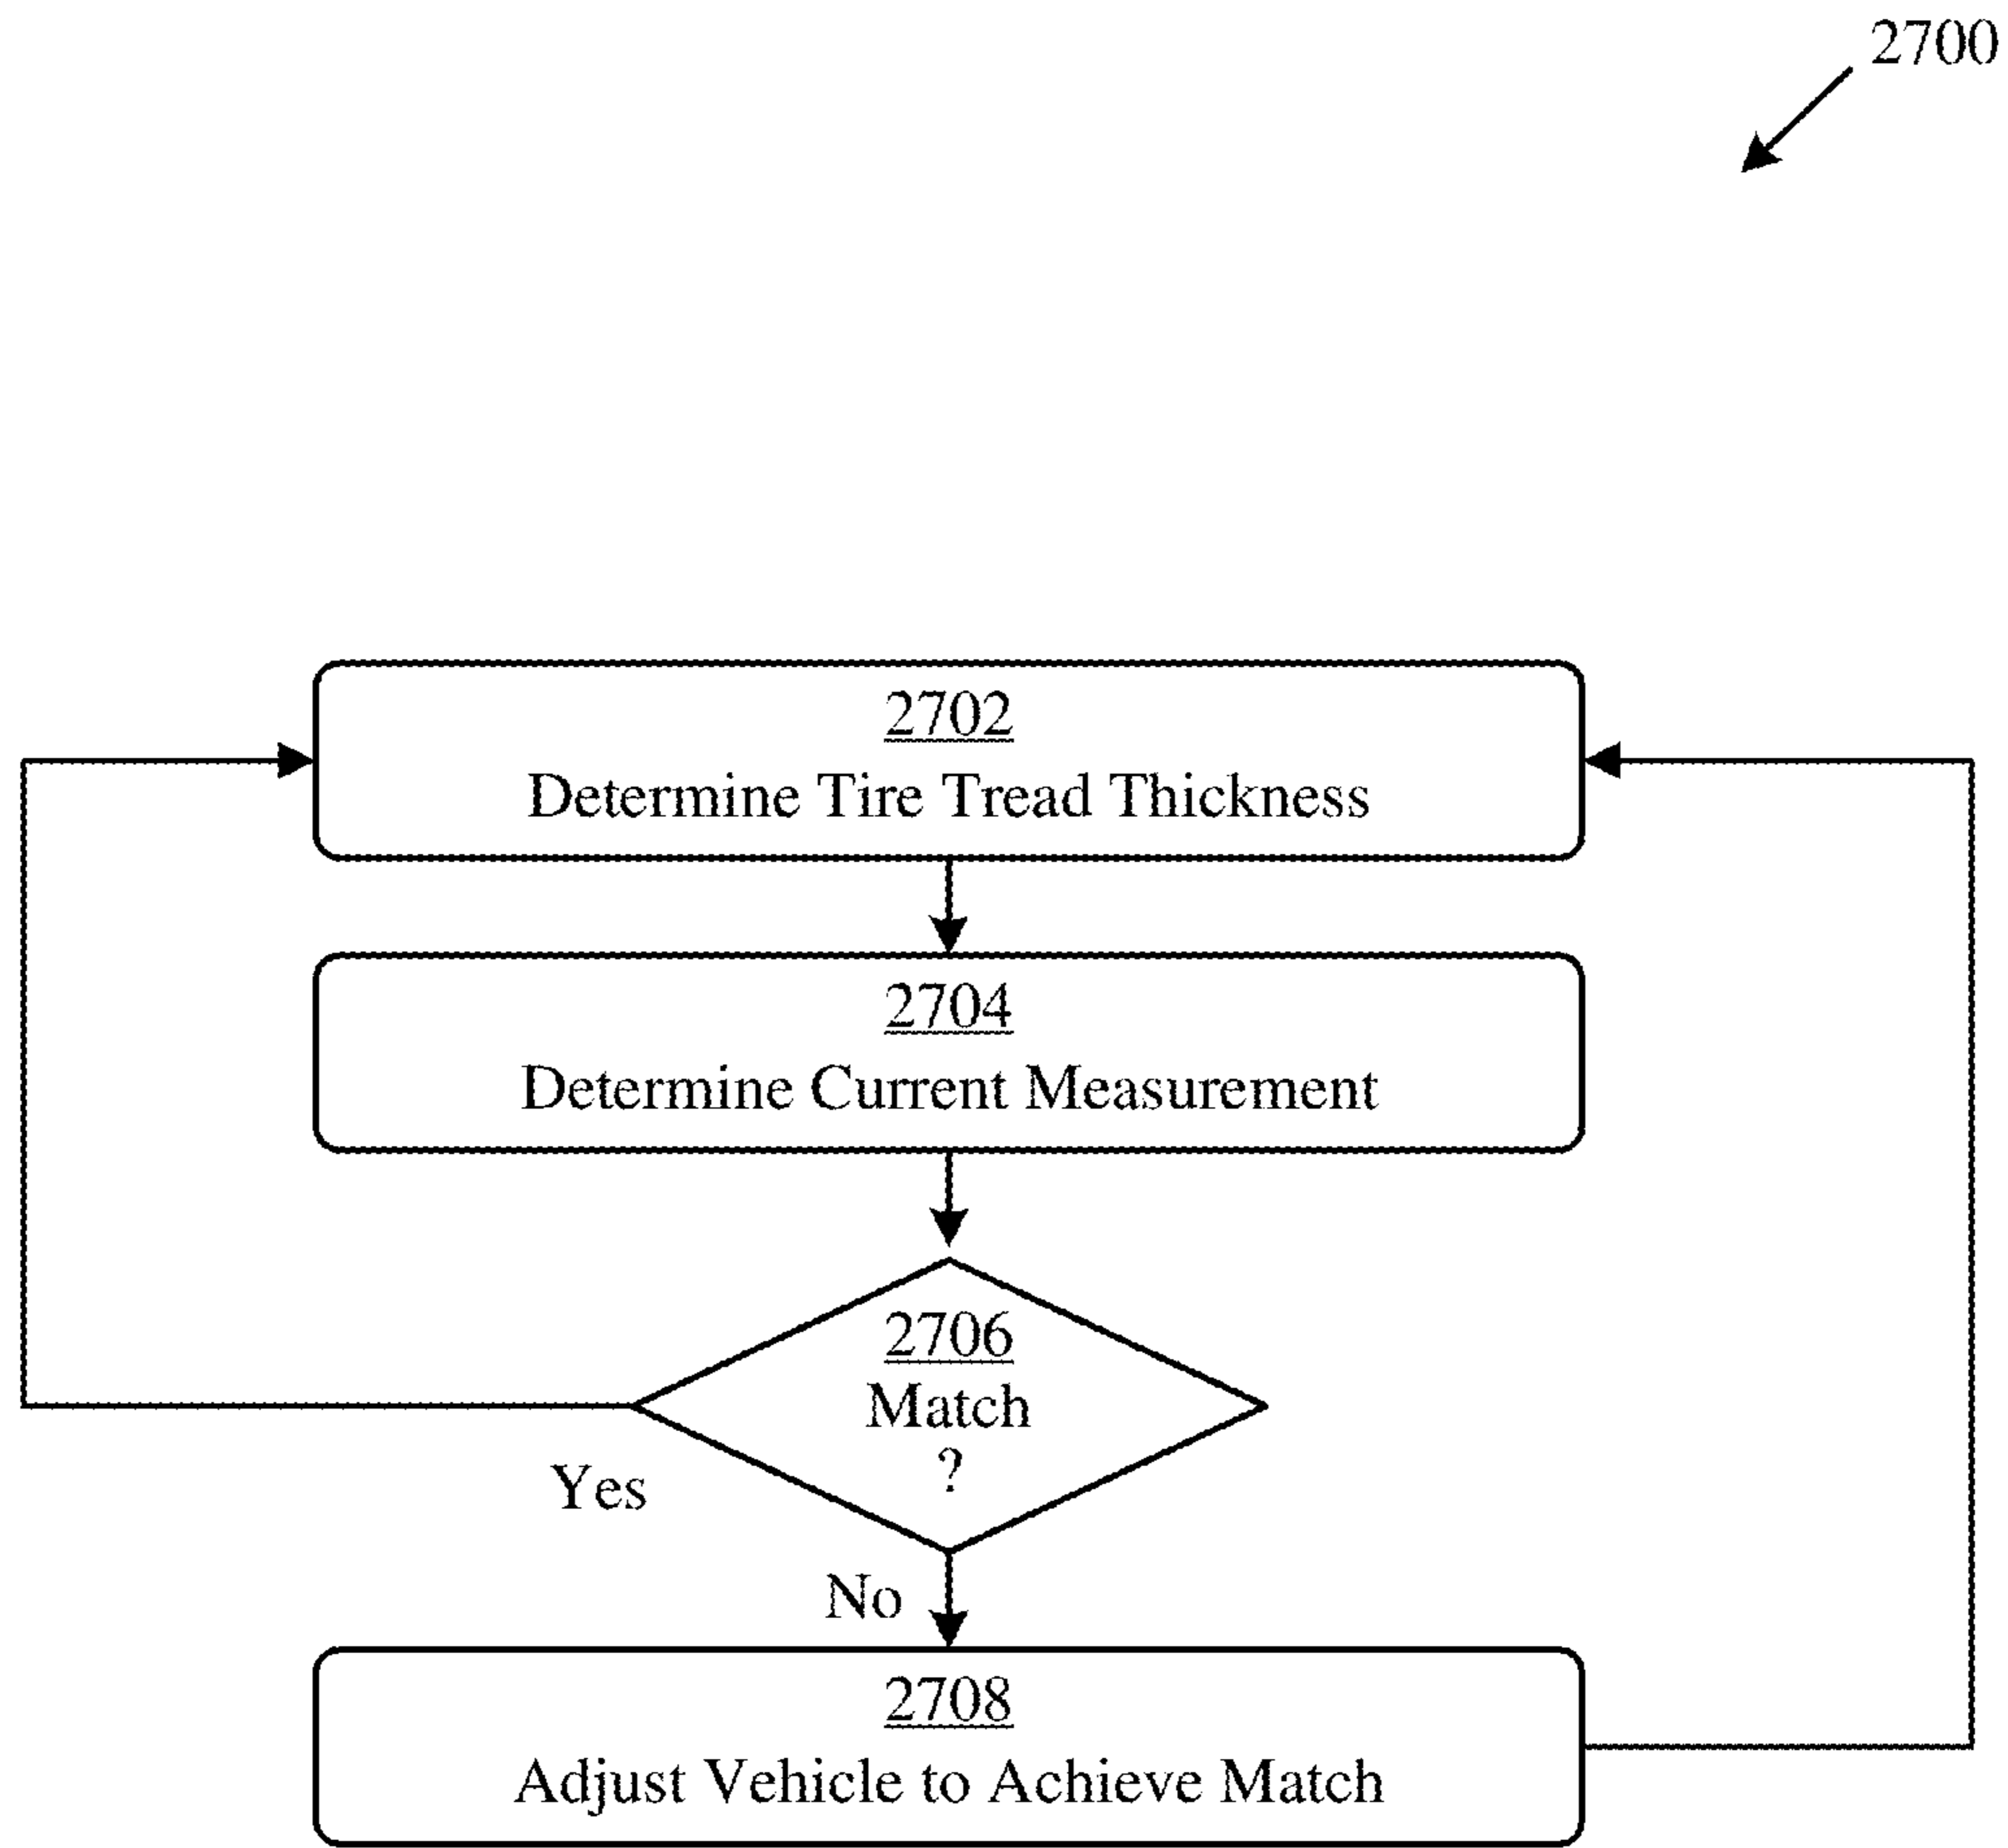 2700
2702
Determine Tire Tread Thickness
2704
Determine Current Measurement
2706
Match
?
Yes
No
2708
Adjust Vehicle to Achieve Match